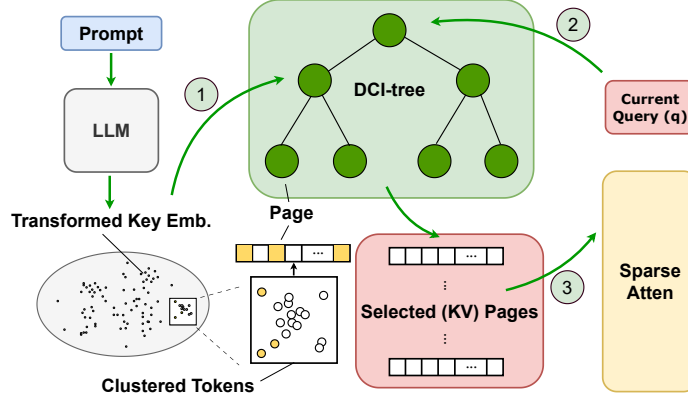 Prompt
2
1
DCI-tree
LLM
Current
Query (q)
Transformed Key Emb.
Page
...
...
Sparse
Atten
3
Selected (KV) Pages
...
Clustered Tokens